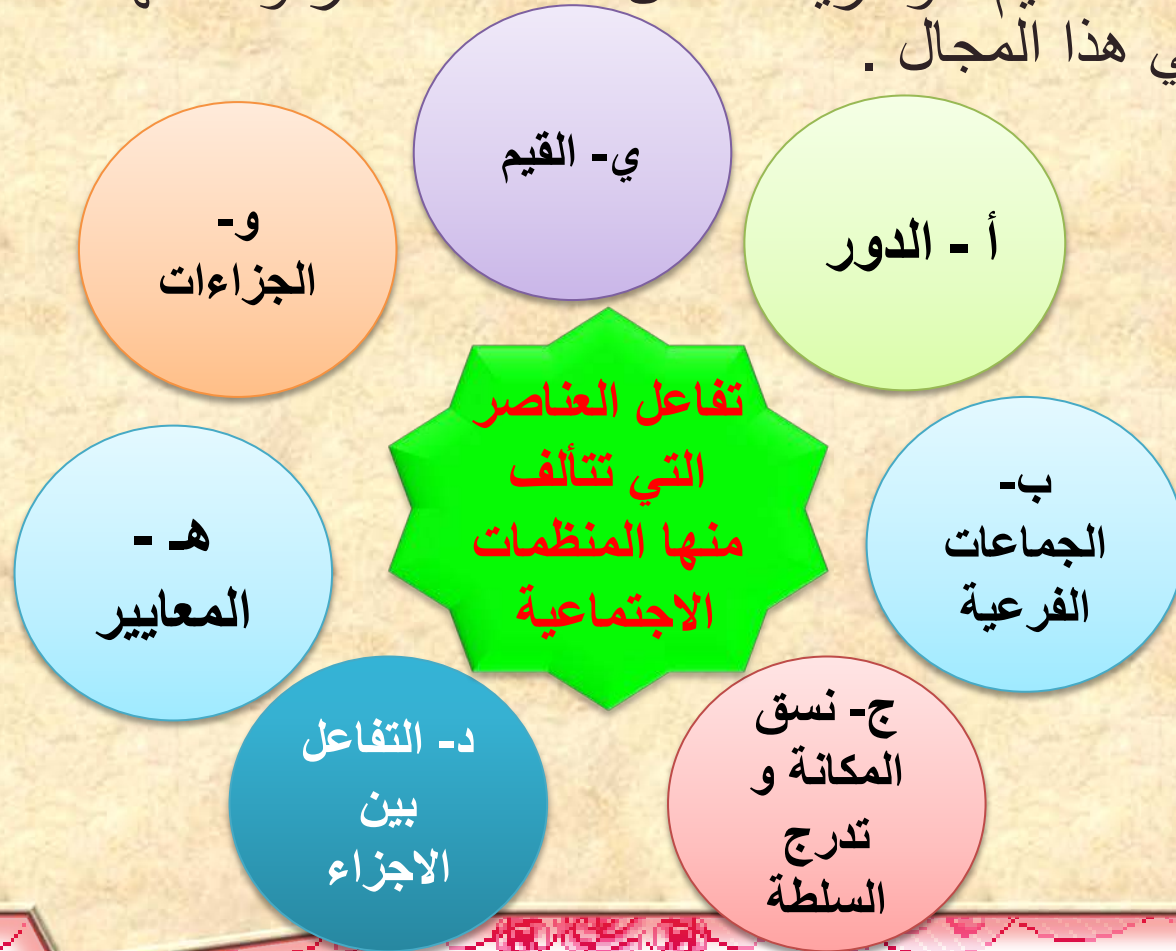 ي هذا المجال .
ي- القيم
أ - الدور
و-
الجزاءات
تفاعل العناصر
التي تتألف
منها المنظمات
الاجتماعية
ب-
الجماعات
الفرعية
هـ -
المعايير
ج- نسق
المكانة و
تدرج
السلطة
د- التفاعل
بين
الاجزاء